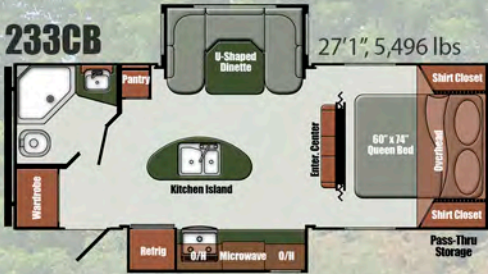 233CB
27'1", 5,496 lbs
U-Shaped
Dinette
Pantry
Shirt Closet
Enter. Center
60" x 74"
Queen Bed
Overhead
Kitchen Island
Wardrobe
Shirt Closet
Refrig
O/H
Microwave
O/H
Pass-Thru
Storage